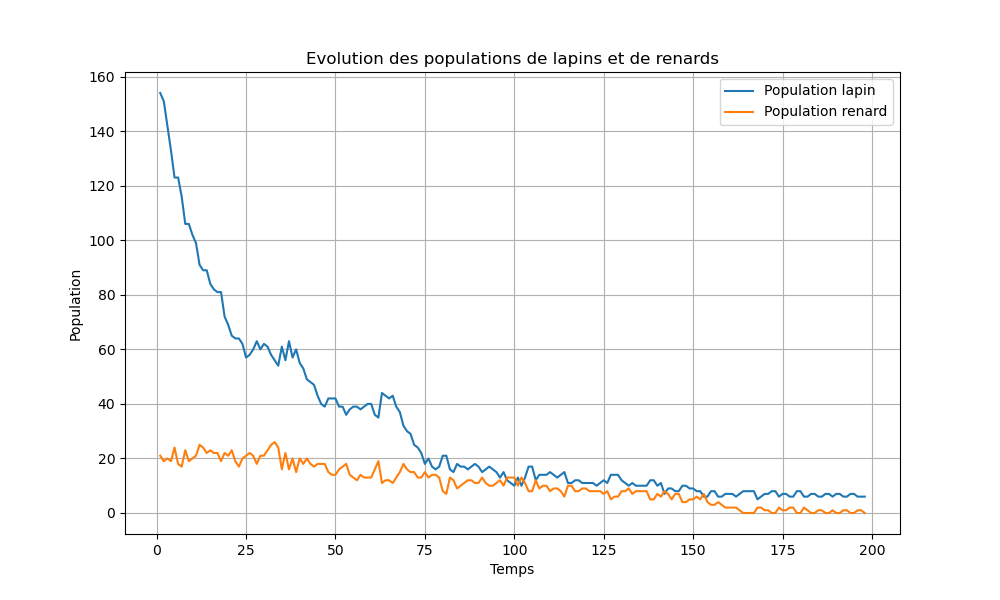 Evolution des populations de lapins et de renards
Population lapin
Population renard
Population
160
140
120
100
80
60
40
20
0
0 25 50 75 100 125 150 175 200
Temps